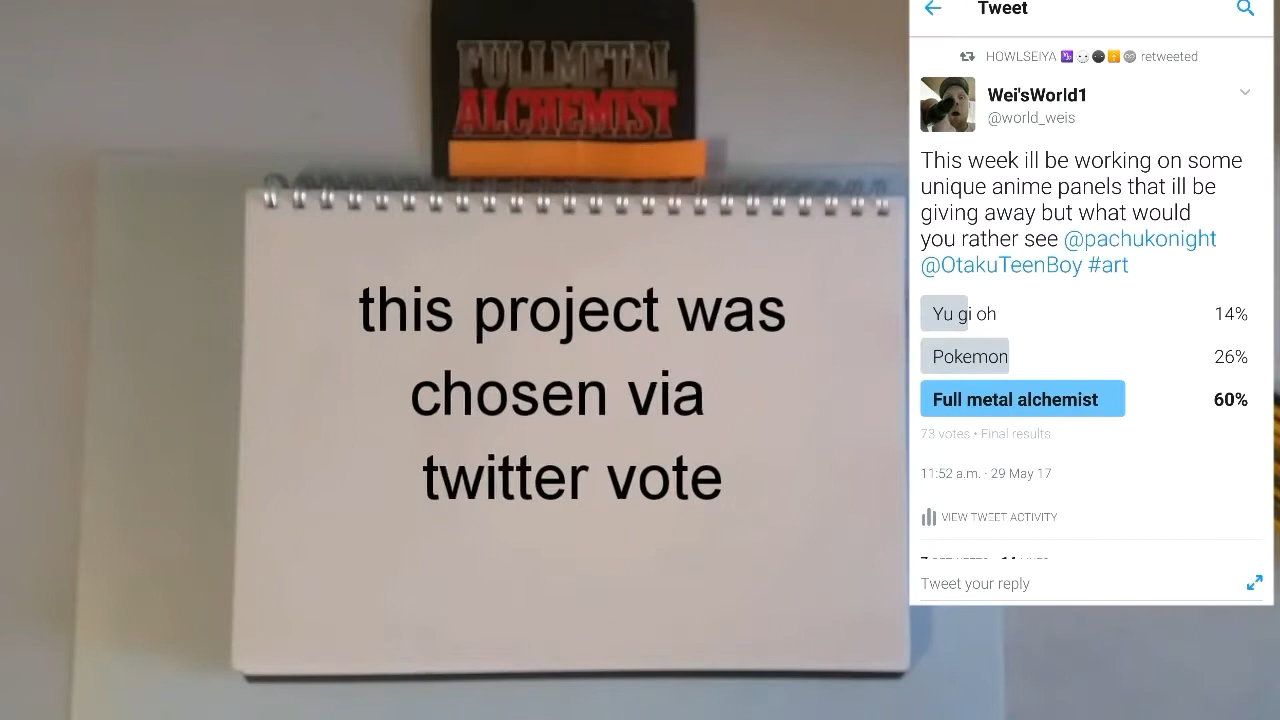 FULLMETAL
ALCHEMIST
this project was
chosen via
twitter vote
Tweet
HOWLSEIYA retweeted
Wei'sWorld1
@world_weis
This week ill be working on some
unique anime panels that ill be
giving away but what would
you rather see @pachukonight
@OtakuTeenBoy #art
Yu gi oh 14%
Pokemon 26%
Full metal alchemist 60%
73 votes • Final results
11:52 a.m. · 29 May 17
VIEW TWEET ACTIVITY
Tweet your reply